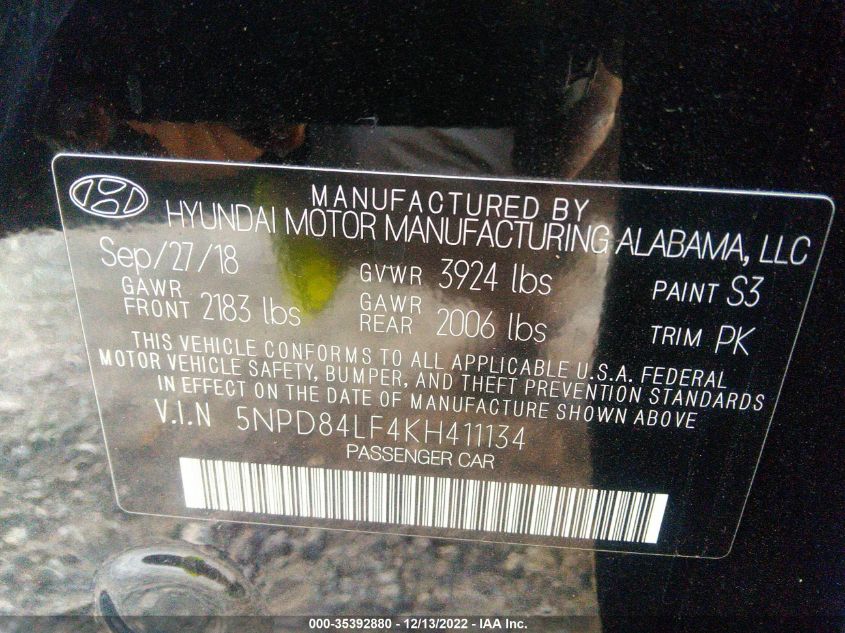 MANUFACTURED BY
HYUNDAI MOTOR MANUFACTURING ALABAMA, LLC
Sep/27/18 GVWR 3924 lbs PAINT S3
GAWR FRONT 2183 lbs GAWR REAR 2006 lbs TRIM PK
THIS VEHICLE CONFORMS TO ALL APPLICABLE U.S.A. FEDERAL
MOTOR VEHICLE SAFETY, BUMPER, AND THEFT PREVENTION STANDARDS
IN EFFECT ON THE DATE OF MANUFACTURE SHOWN ABOVE
V.I.N 5NPD84LF4KH411134
PASSENGER CAR
000-35392880 - 12/13/2022 - IAA Inc.